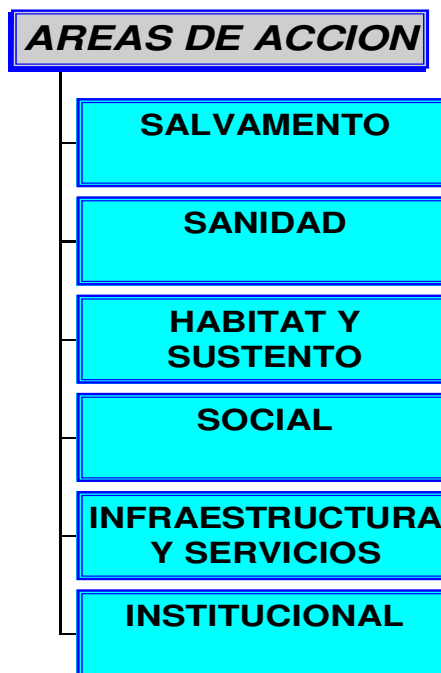 AREAS DE ACCION
SALVAMENTO
SANIDAD
HABITAT Y
SUSTENTO
SOCIAL
INFRAESTRUCTURA
Y SERVICIOS
INSTITUCIONAL